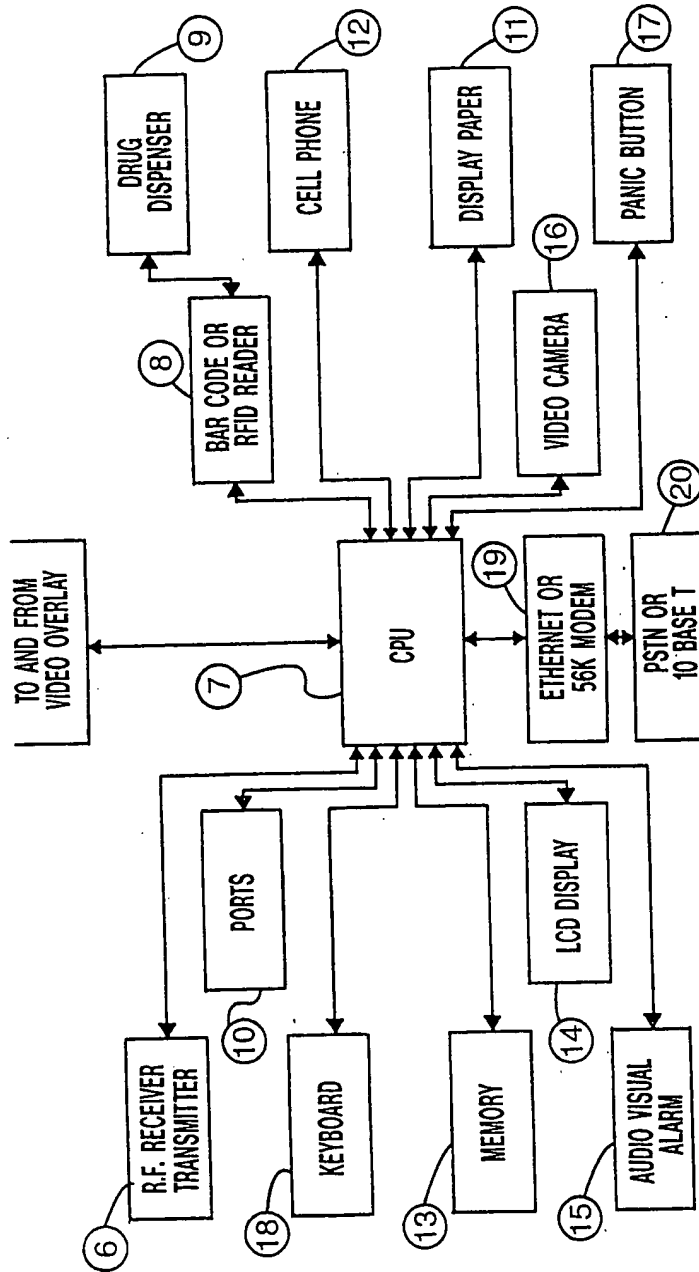 TO AND FROM
VIDEO OVERLAY
6
R.F. RECEIVER
TRANSMITTER
10
PORTS
18
KEYBOARD
13
MEMORY
14
LCD DISPLAY
15
AUDIO VISUAL
ALARM
7
CPU
19
ETHERNET OR
56K MODEM
20
PSTN OR
10 BASE T
8
BAR CODE OR
RFID READER
9
DRUG
DISPENSER
12
CELL PHONE
11
DISPLAY PAPER
16
VIDEO CAMERA
17
PANIC BUTTON